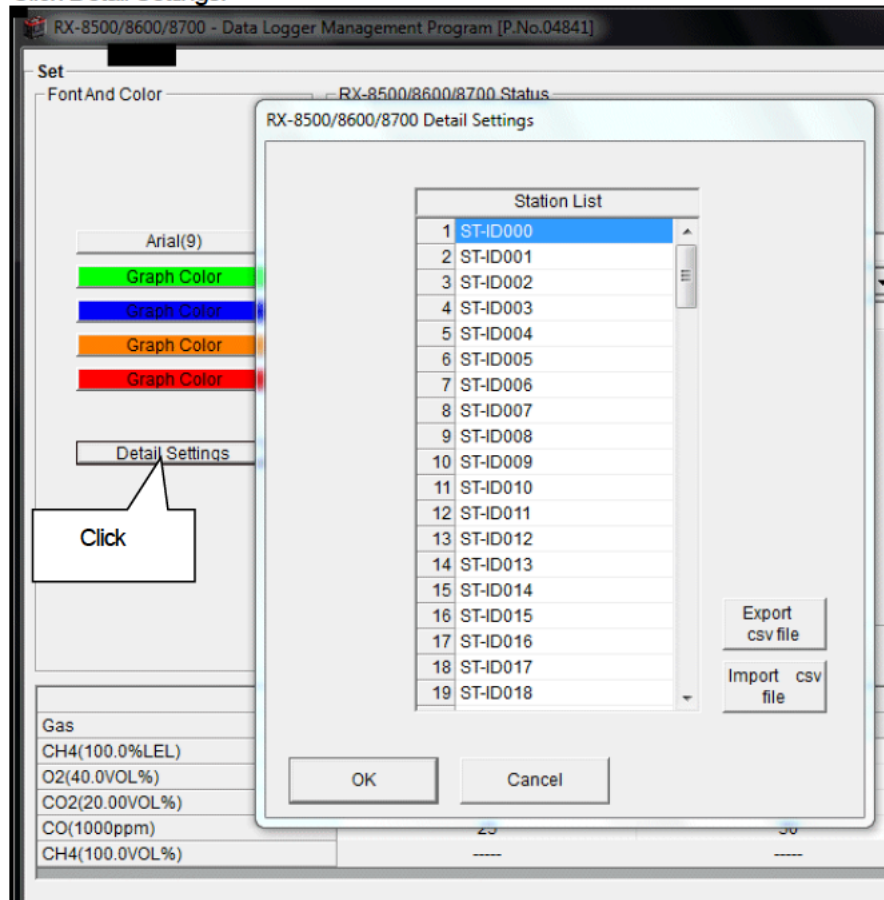 Click Detail Settings.
RX-8500/8600/8700 - Data Logger Management Program [P.No.04841]
Set
Font And Color
RX-8500/8600/8700 Status
RX-8500/8600/8700 Detail Settings
Station List
1 ST-ID000
2 ST-ID001
3 ST-ID002
4 ST-ID003
5 ST-ID004
6 ST-ID005
7 ST-ID006
8 ST-ID007
9 ST-ID008
10 ST-ID009
11 ST-ID010
12 ST-ID011
13 ST-ID012
14 ST-ID013
15 ST-ID014
16 ST-ID015
17 ST-ID016
18 ST-ID017
19 ST-ID018
Arial(9)
Graph Color
Graph Color
Graph Color
Graph Color
Detail Settings
Click
Export
csv file
Import csv
file
OK
Cancel
Gas
CH4(100.0%LEL)
O2(40.0VOL%)
CO2(20.00VOL%)
CO(1000ppm) 25 50
CH4(100.0VOL%) ----- -----